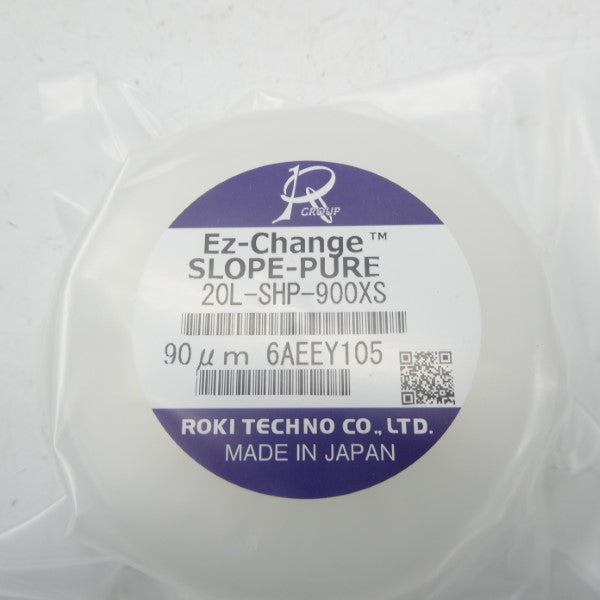 R
GROUP
Ez-Change™
SLOPE-PURE
20L-SHP-900XS
90μm 6AEEY105
ROKI TECHNO CO., LTD.
MADE IN JAPAN